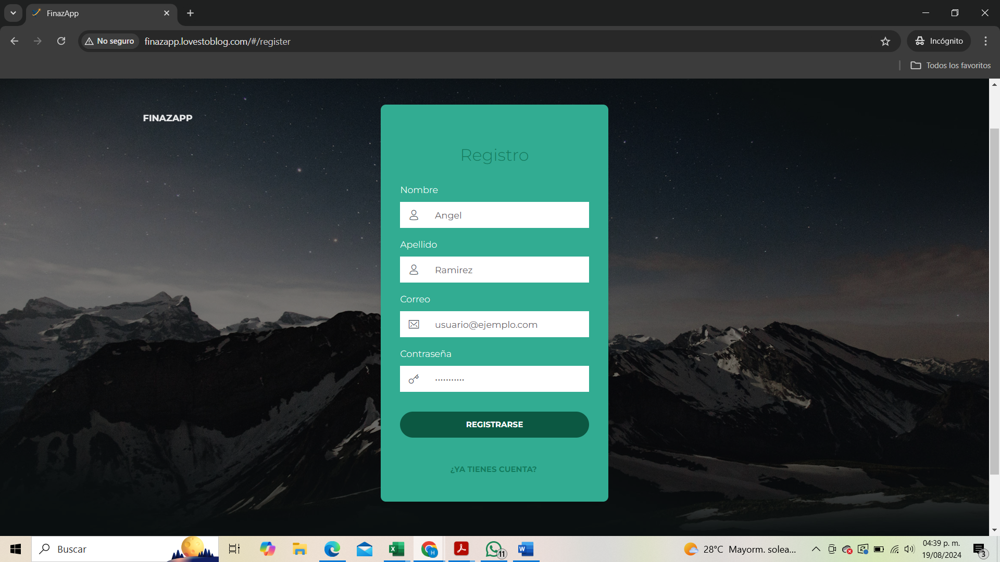 FinazApp
No seguro
finazapp.lovestoblog.com/#/register
Incógnito
Todos los favoritos
FINAZAPP
Registro
Nombre
Angel
Apellido
Ramirez
Correo
usuario@ejemplo.com
Contraseña
...........
REGISTRARSE
¿YA TIENES CUENTA?
Buscar
11
28°C Mayorm. solea...
04:39 p. m.
19/08/2024
3